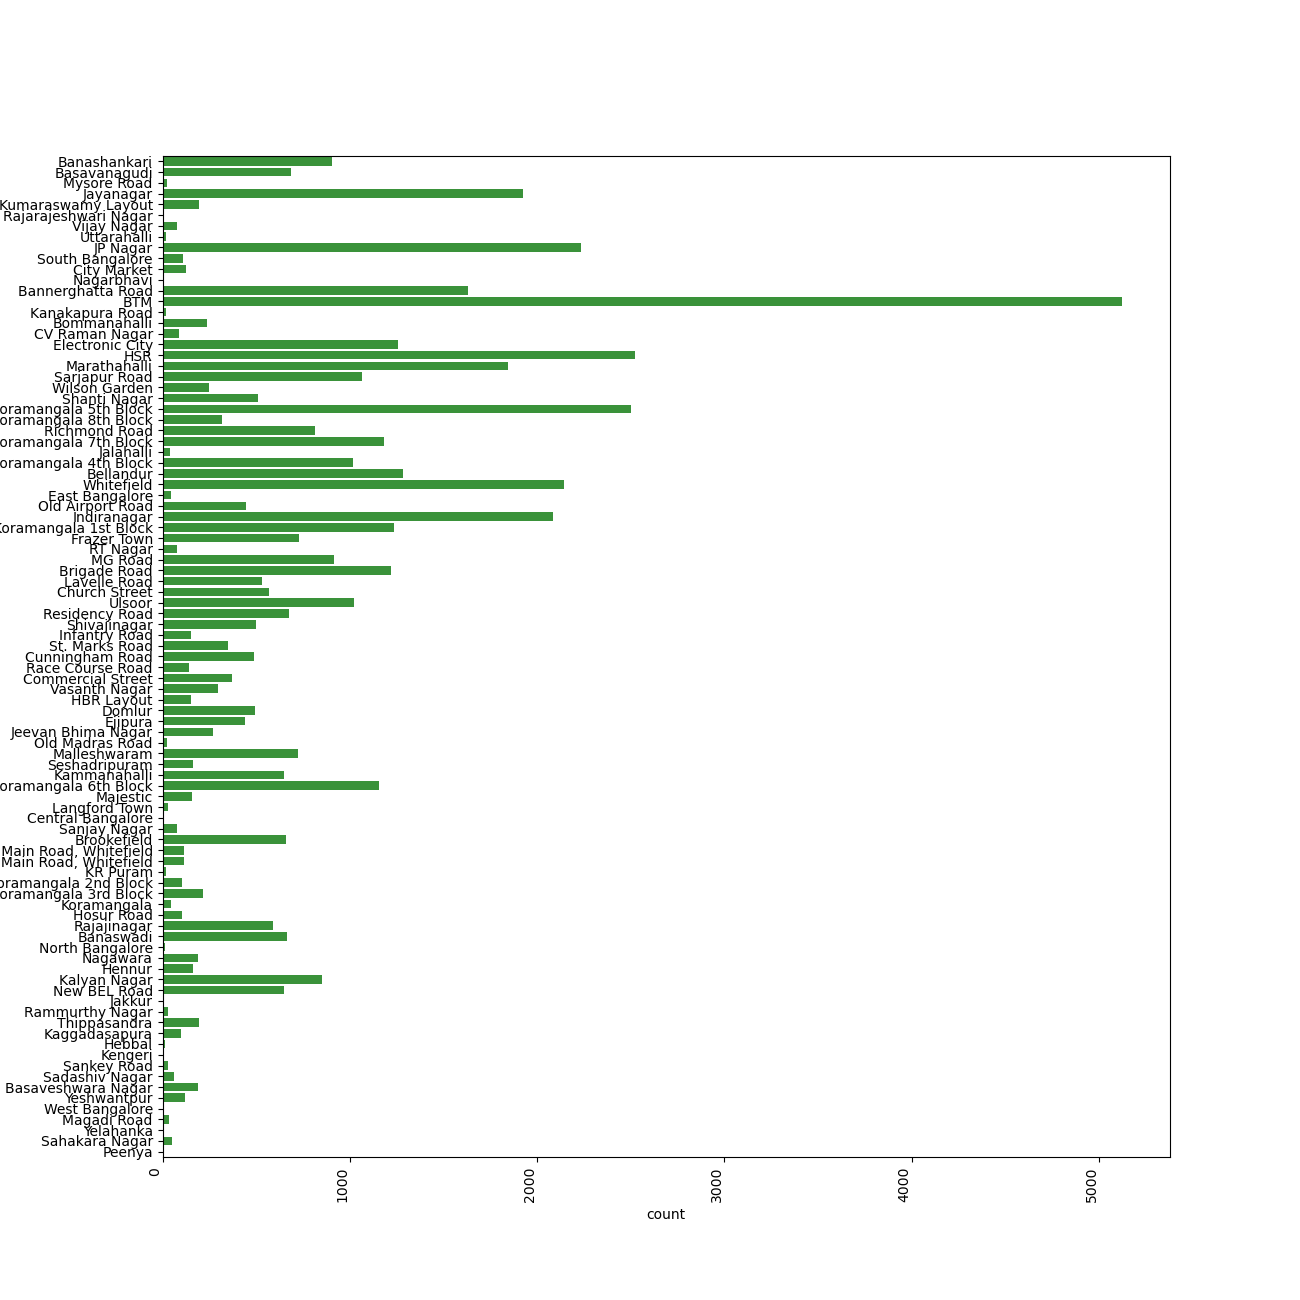 Banashankari
Basavanagudi
Mysore Road
Jayanagar
Kumaraswamy Layout
Rajarajeshwari Nagar
Vijay Nagar
Uttarahalli
JP Nagar
South Bangalore
City Market
Nagarbhavi
Bannerghatta Road
BTM
Kanakapura Road
Bommanahalli
CV Raman Nagar
Electronic City
HSR
Marathahalli
Sarjapur Road
Wilson Garden
Shanti Nagar
oramangala 5th Block
oramangala 8th Block
Richmond Road
oramangala 7th Block
Jalahalli
oramangala 4th Block
Bellandur
Whitefield
East Bangalore
Old Airport Road
Indiranagar
Koramangala 1st Block
Frazer Town
RT Nagar
MG Road
Brigade Road
Lavelle Road
Church Street
Ulsoor
Residency Road
Shivajinagar
Infantry Road
St. Marks Road
Cunningham Road
Race Course Road
Commercial Street
Vasanth Nagar
HBR Layout
Domlur
Ejipura
Jeevan Bhima Nagar
Old Madras Road
Malleshwaram
Seshadripuram
Kammanahalli
oramangala 6th Block
Majestic
Langford Town
Central Bangalore
Sanjay Nagar
Brookefield
Main Road, Whitefield
Main Road, Whitefield
KR Puram
oramangala 2nd Block
oramangala 3rd Block
Koramangala
Hosur Road
Rajajinagar
Banaswadi
North Bangalore
Nagawara
Hennur
Kalyan Nagar
New BEL Road
Jakkur
Rammurthy Nagar
Thippasandra
Kaggadasapura
Hebbal
Kengeri
Sankey Road
Sadashiv Nagar
Basaveshwara Nagar
Yeshwantpur
West Bangalore
Magadi Road
Yelahanka
Sahakara Nagar
Peenya
0 1000 2000 3000 4000 5000
count